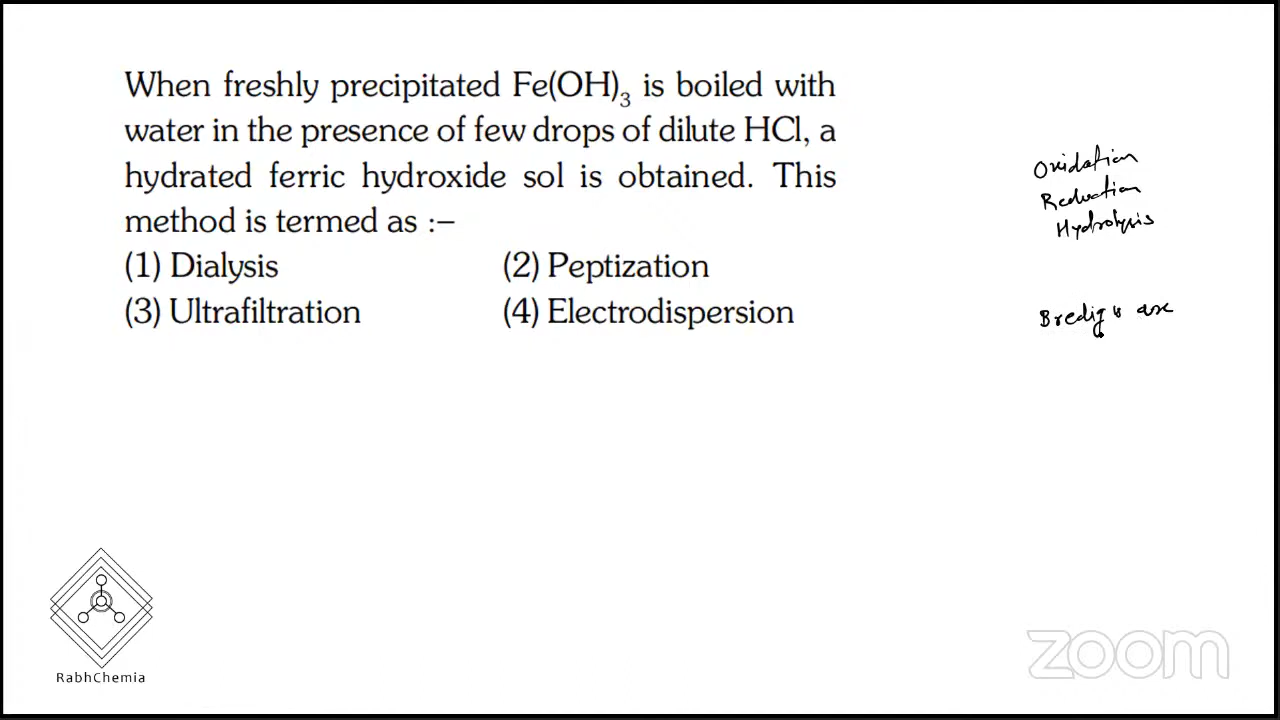 When freshly precipitated Fe(OH)₃ is boiled with
water in the presence of few drops of dilute HCl, a
hydrated ferric hydroxide sol is obtained. This
method is termed as :–
(1) Dialysis (2) Peptization
(3) Ultrafiltration (4) Electrodispersion
Oxidation
Reduction
Hydrolysis
Bredig's arc
RabhChemia
zoom